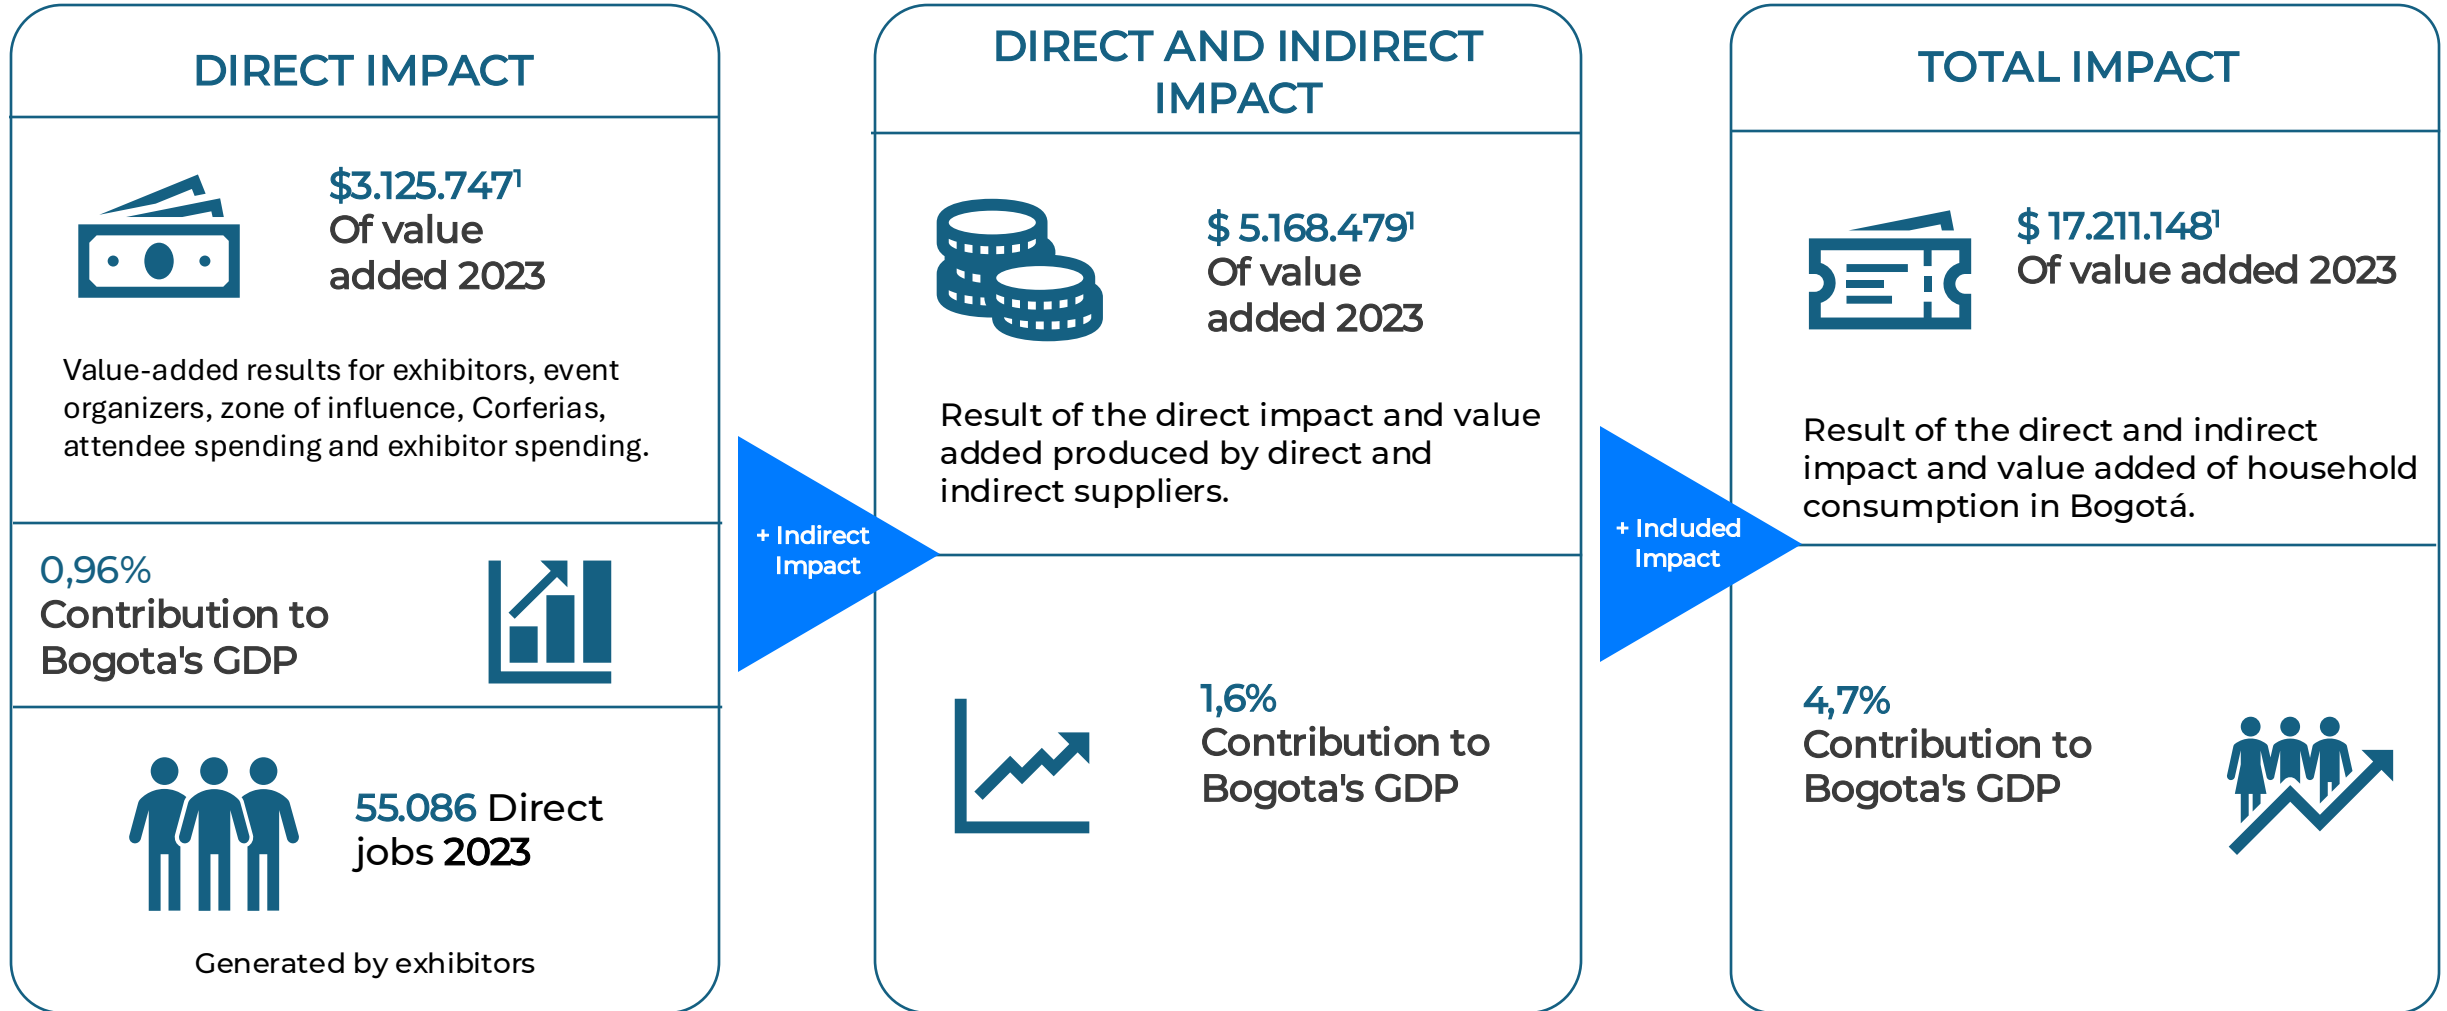 DIRECT IMPACT
$3.125.747¹
Of value
added 2023
Value-added results for exhibitors, event
organizers, zone of influence, Corferias,
attendee spending and exhibitor spending.
0,96%
Contribution to
Bogota's GDP
55.086 Direct
jobs 2023
Generated by exhibitors
+ Indirect
Impact
DIRECT AND INDIRECT
IMPACT
$ 5.168.479¹
Of value
added 2023
Result of the direct impact and value
added produced by direct and
indirect suppliers.
1,6%
Contribution to
Bogota's GDP
+ Included
Impact
TOTAL IMPACT
$ 17.211.148¹
Of value added 2023
Result of the direct and indirect
impact and value added of household
consumption in Bogotá.
4,7%
Contribution to
Bogota's GDP